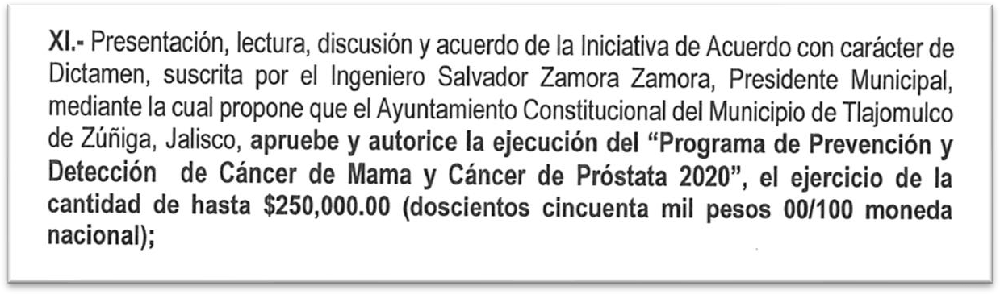 XI.- Presentación, lectura, discusión y acuerdo de la Iniciativa de Acuerdo con carácter de
Dictamen, suscrita por el Ingeniero Salvador Zamora Zamora, Presidente Municipal,
mediante la cual propone que el Ayuntamiento Constitucional del Municipio de Tlajomulco
de Zúñiga, Jalisco, apruebe y autorice la ejecución del “Programa de Prevención y
Detección de Cáncer de Mama y Cáncer de Próstata 2020”, el ejercicio de la
cantidad de hasta $250,000.00 (doscientos cincuenta mil pesos 00/100 moneda
nacional);